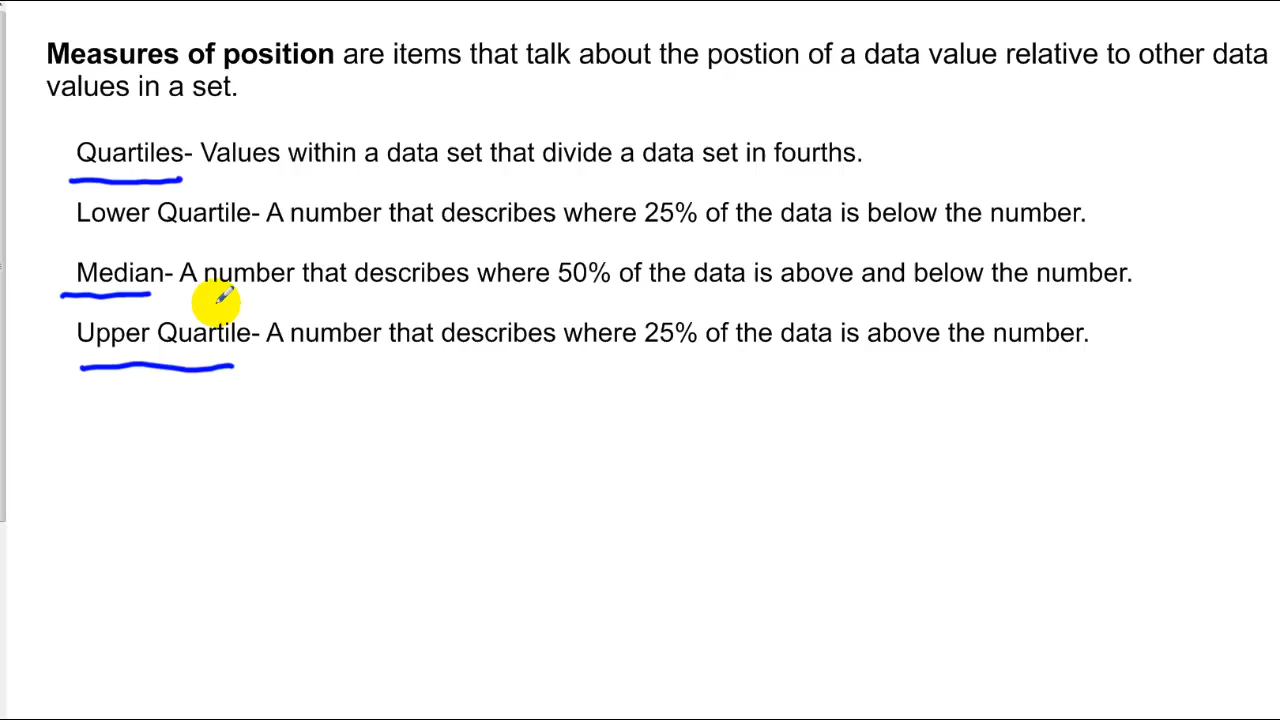 Measures of position are items that talk about the postion of a data value relative to other data
values in a set.
Quartiles- Values within a data set that divide a data set in fourths.
Lower Quartile- A number that describes where 25% of the data is below the number.
Median- A number that describes where 50% of the data is above and below the number.
Upper Quartile- A number that describes where 25% of the data is above the number.